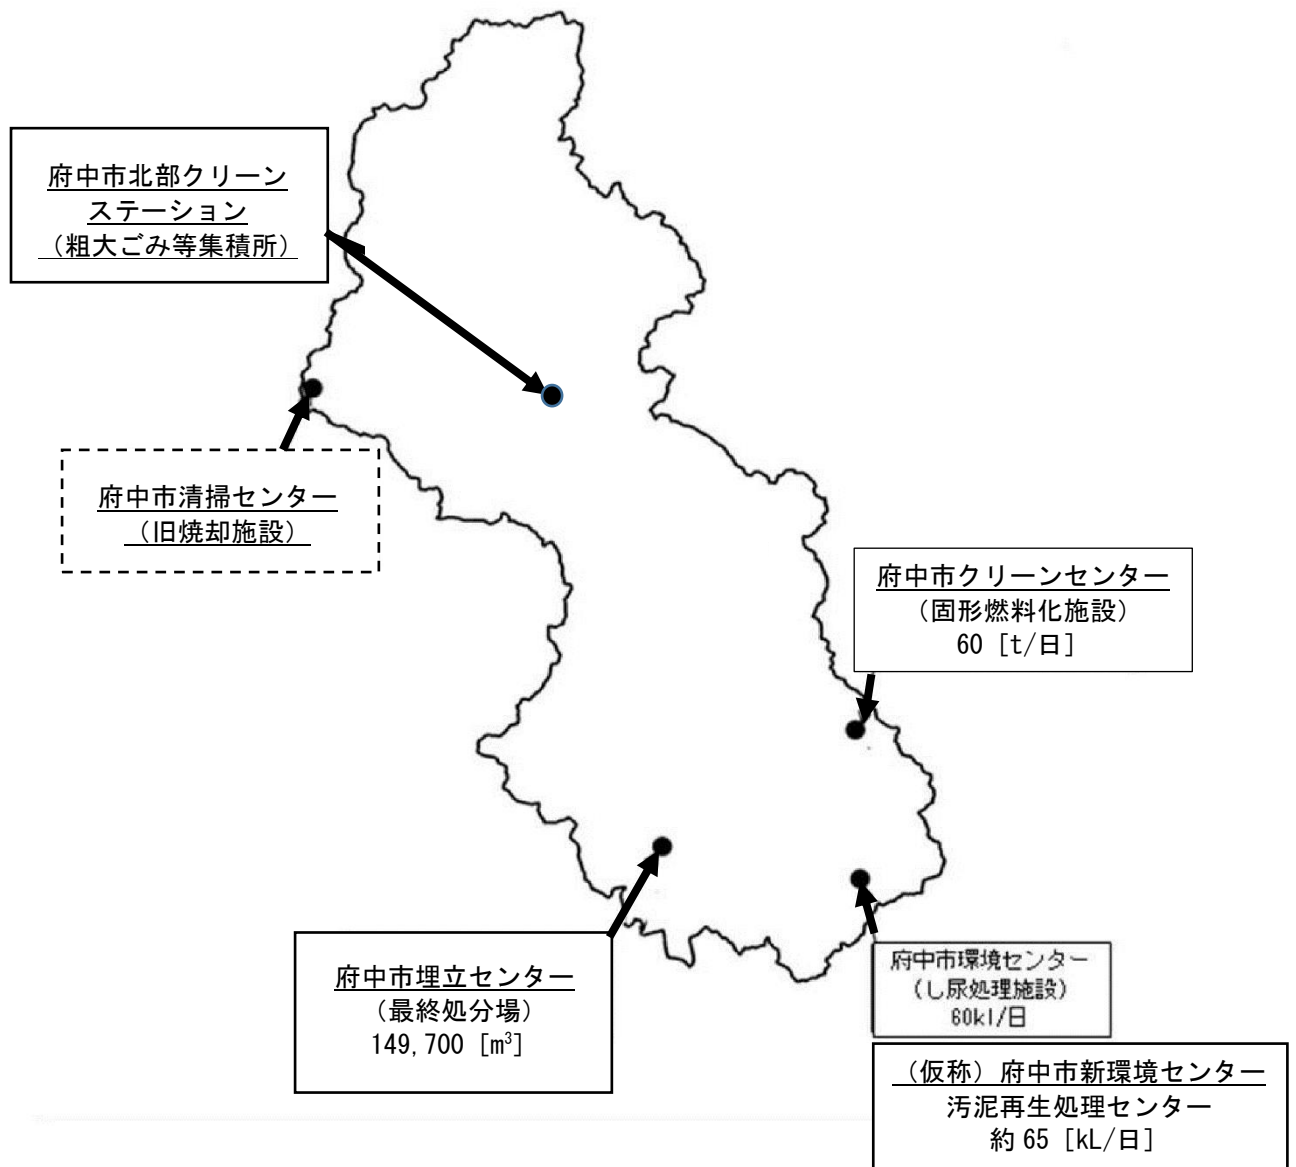 府中市北部クリーン
ステーション
（粗大ごみ等集積所）
府中市清掃センター
（旧焼却施設）
府中市クリーンセンター
（固形燃料化施設）
60［t/日］
府中市埋立センター
（最終処分場）
149,700［m³］
府中市環境センター
（し尿処理施設）
60kl/日
（仮称）府中市新環境センター
汚泥再生処理センター
約 65［kL/日］